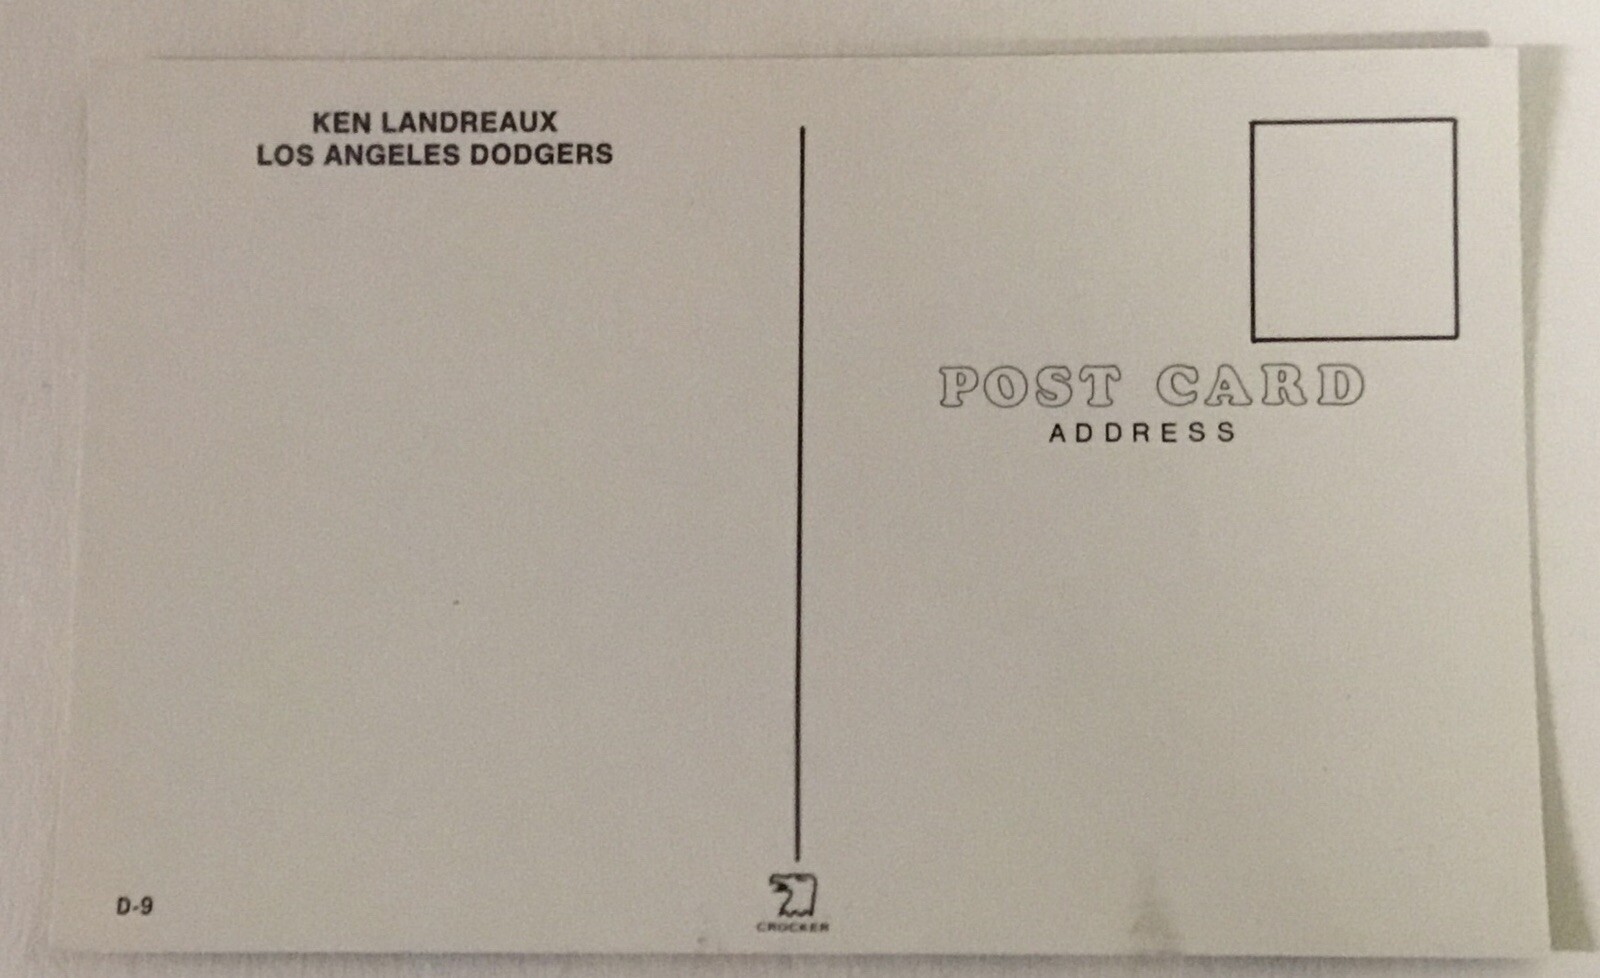 KEN LANDREAUX
LOS ANGELES DODGERS
POST CARD
ADDRESS
D-9
CROCKER